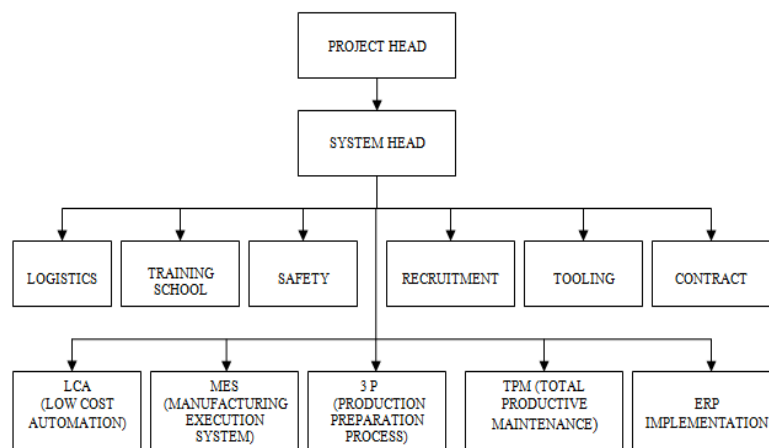 PROJECT HEAD
SYSTEM HEAD
LOGISTICS
TRAINING
SCHOOL
SAFETY
RECRUITMENT
TOOLING
CONTRACT
LCA
(LOW COST
AUTOMATION)
MES
(MANUFACTURING
EXECUTION
SYSTEM)
3 P
(PRODUCTION
PREPARATION
PROCESS)
TPM (TOTAL
PRODUCTIVE
MAINTENANCE)
ERP
IMPLEMENTATION